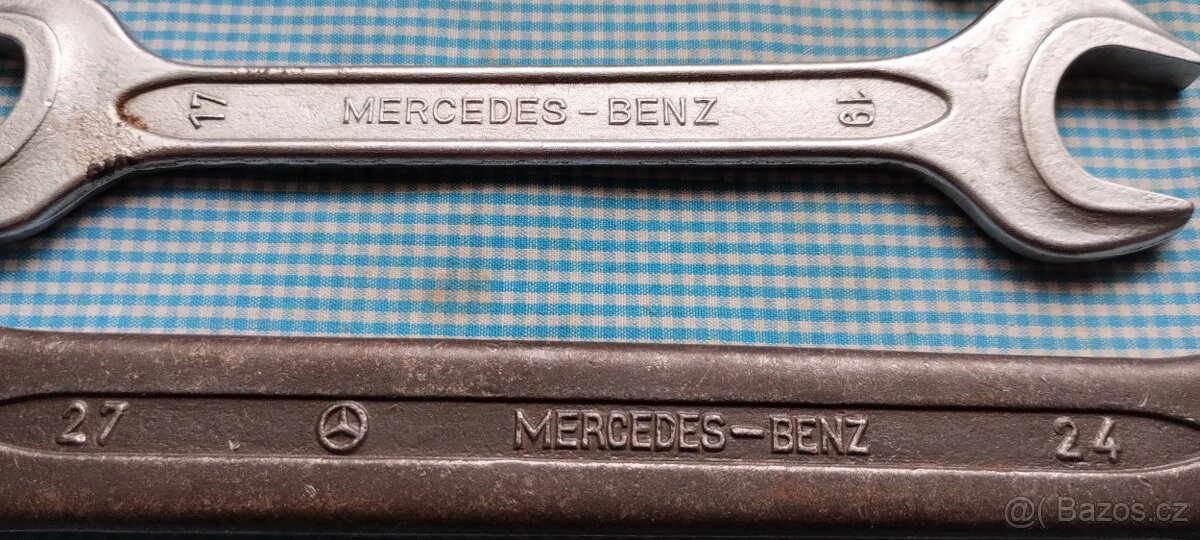 17 MERCEDES-BENZ 19
27 MERCEDES-BENZ 24
@( Bazos.cz